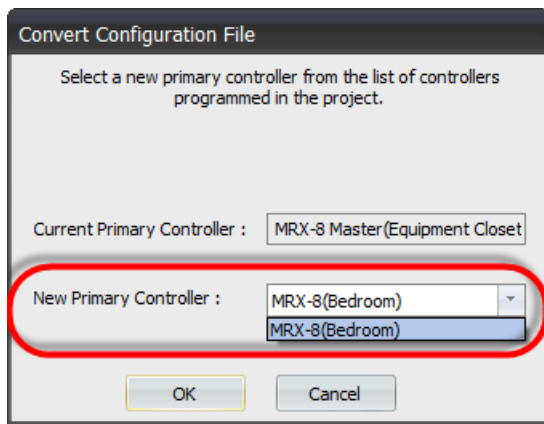 Convert Configuration File
Select a new primary controller from the list of controllers
programmed in the project.
Current Primary Controller : MRX-8 Master(Equipment Closet
New Primary Controller : MRX-8(Bedroom)
MRX-8(Bedroom)
OK Cancel